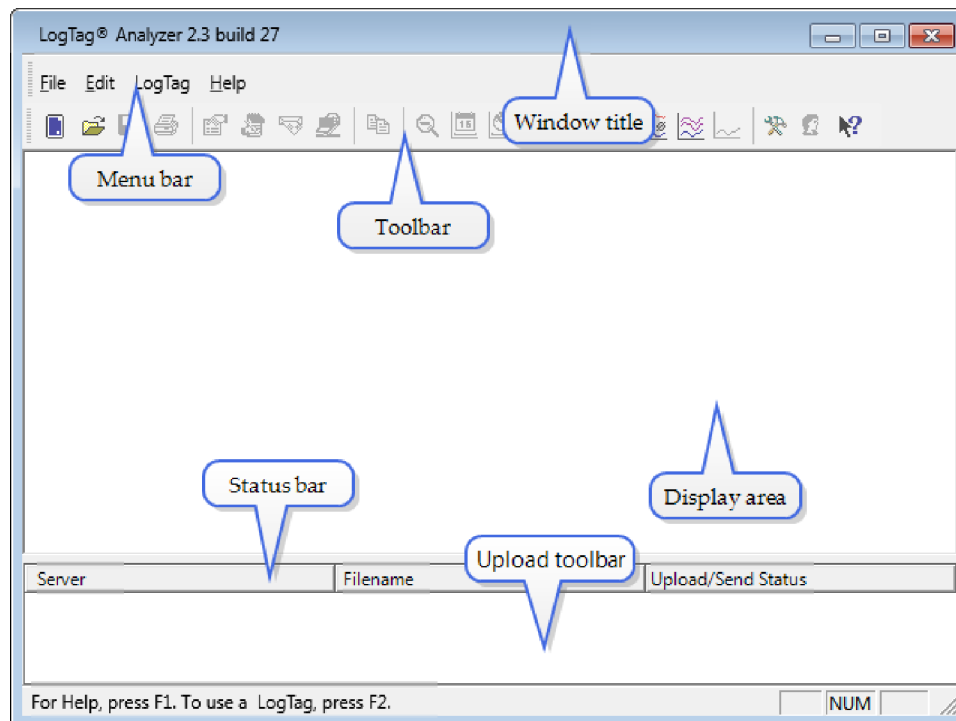 LogTag® Analyzer 2.3 build 27
File Edit LogTag Help
Window title
15
Menu bar
Toolbar
Status bar
Display area
Upload toolbar
Server Filename Upload/Send Status
For Help, press F1. To use a LogTag, press F2.
NUM